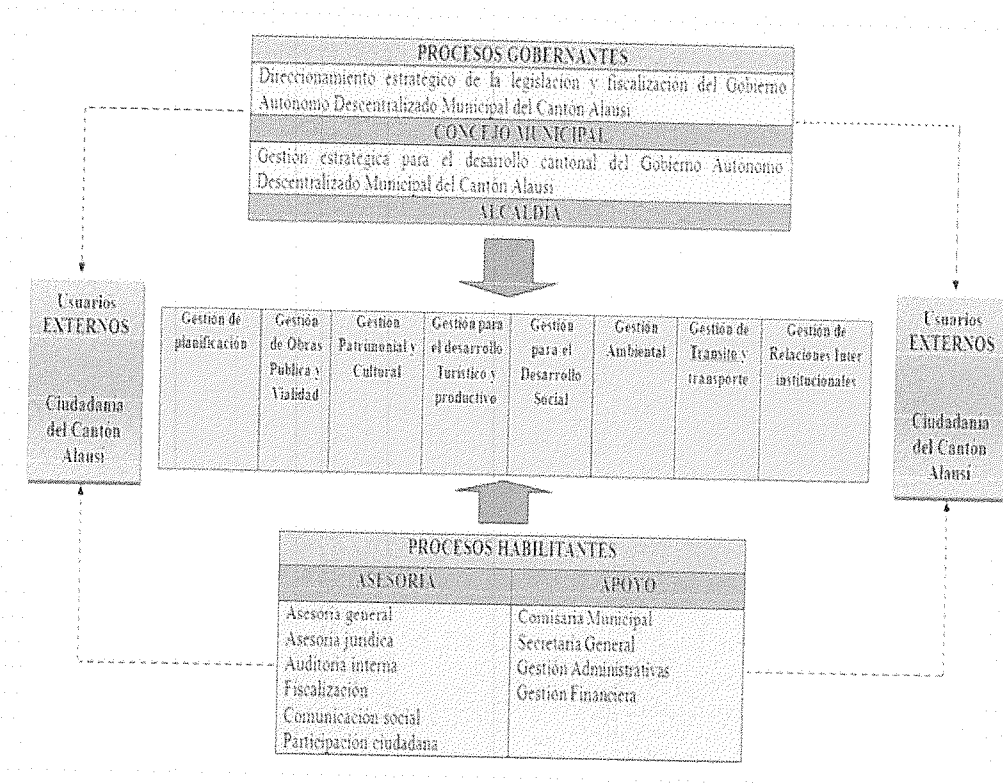 PROCESOS GOBERNANTES
Direccionamiento estratégico de la legislación y fiscalización del Gobierno
Autónomo Descentralizado Municipal del Cantón Alausí
CONCEJO MUNICIPAL
Gestión estratégica para el desarrollo cantonal del Gobierno Autónomo
Descentralizado Municipal del Cantón Alausí
ALCALDÍA
Usuarios
EXTERNOS
Ciudadanía
del Cantón
Alausí
Gestión de
planificación
Gestión
de Obras
Publica y
Vialidad
Gestión
Patrimonial y
Cultural
Gestión para
el desarrollo
Turístico y
productivo
Gestión
para el
Desarrollo
Social
Gestión
Ambiental
Gestión de
Transito y
transporte
Gestión de
Relaciones Inter
institucionales
Usuarios
EXTERNOS
Ciudadanía
del Cantón
Alausí
PROCESOS HABILITANTES
ASESORÍA
Asesoría general
Asesoría jurídica
Auditoria interna
Fiscalización
Comunicación social
Participación ciudadana
APOYO
Comisaría Municipal
Secretaria General
Gestión Administrativas
Gestión Financiera